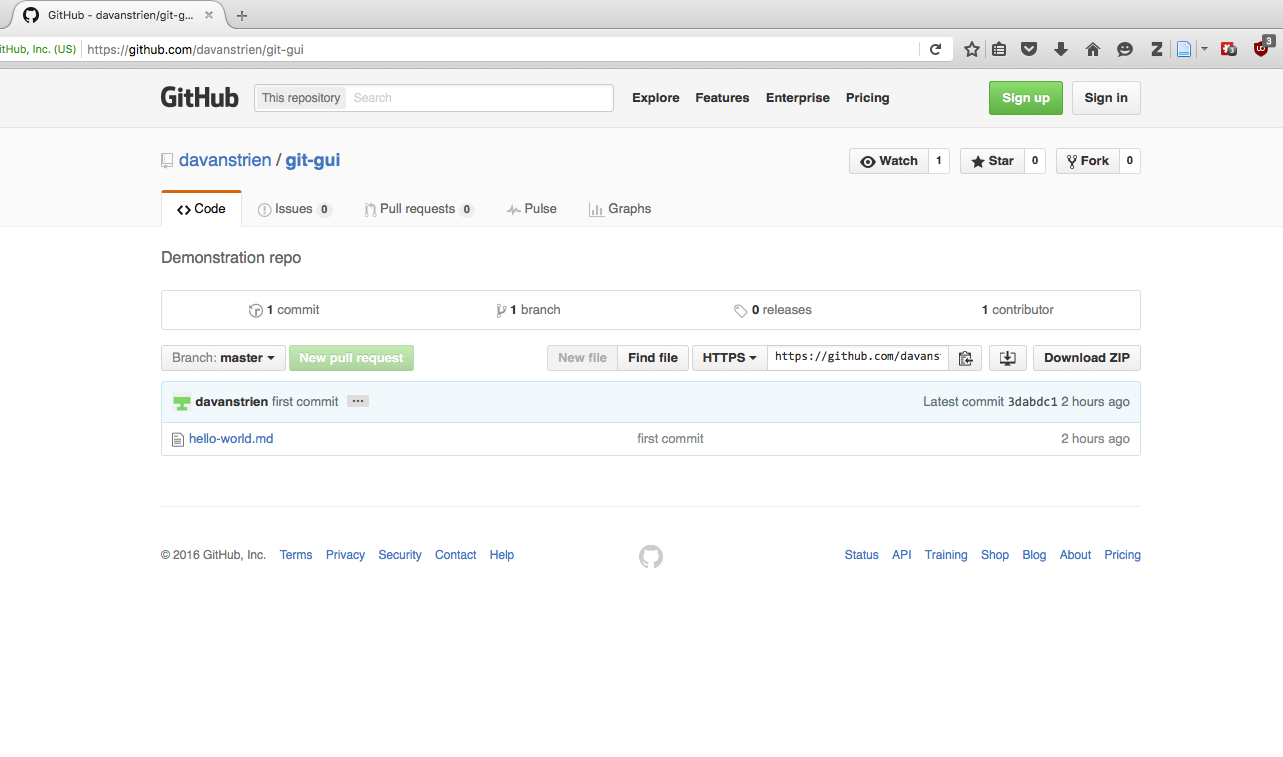 GitHub - davanstrien/git-g...
itHub, Inc. (US) https://github.com/davanstrien/git-gui
3
3
GitHub This repository Search Explore Features Enterprise Pricing Sign up Sign in
davanstrien / git-gui Watch 1 Star 0 Fork 0
Code Issues 0 Pull requests 0 Pulse Graphs
Demonstration repo
1 commit 1 branch 0 releases 1 contributor
Branch: master New pull request New file Find file HTTPS https://github.com/davans Download ZIP
davanstrien first commit ... Latest commit 3dabdc1 2 hours ago
hello-world.md first commit 2 hours ago
© 2016 GitHub, Inc. Terms Privacy Security Contact Help Status API Training Shop Blog About Pricing